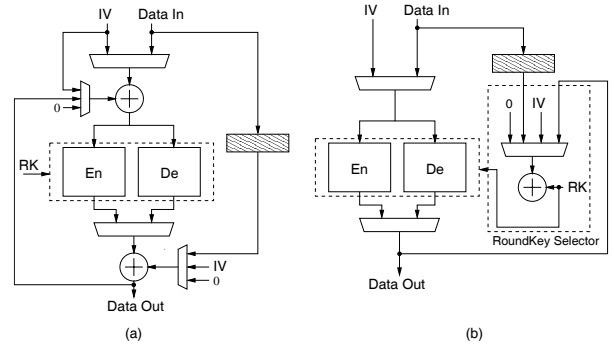 IV
Data In
0
RK
En
De
IV
0
Data Out
(a)
IV
Data In
0
IV
En
De
RK
RoundKey Selector
Data Out
(b)